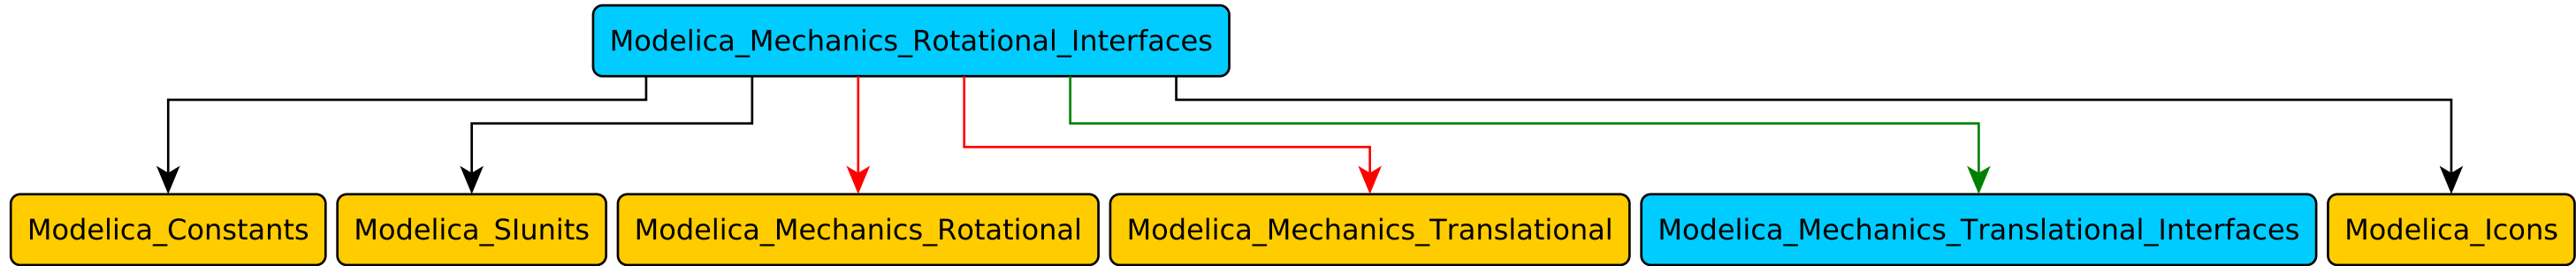 Modelica_Mechanics_Rotational_Interfaces
Modelica_Constants
Modelica_SIunits
Modelica_Mechanics_Rotational
Modelica_Mechanics_Translational
Modelica_Mechanics_Translational_Interfaces
Modelica_Icons